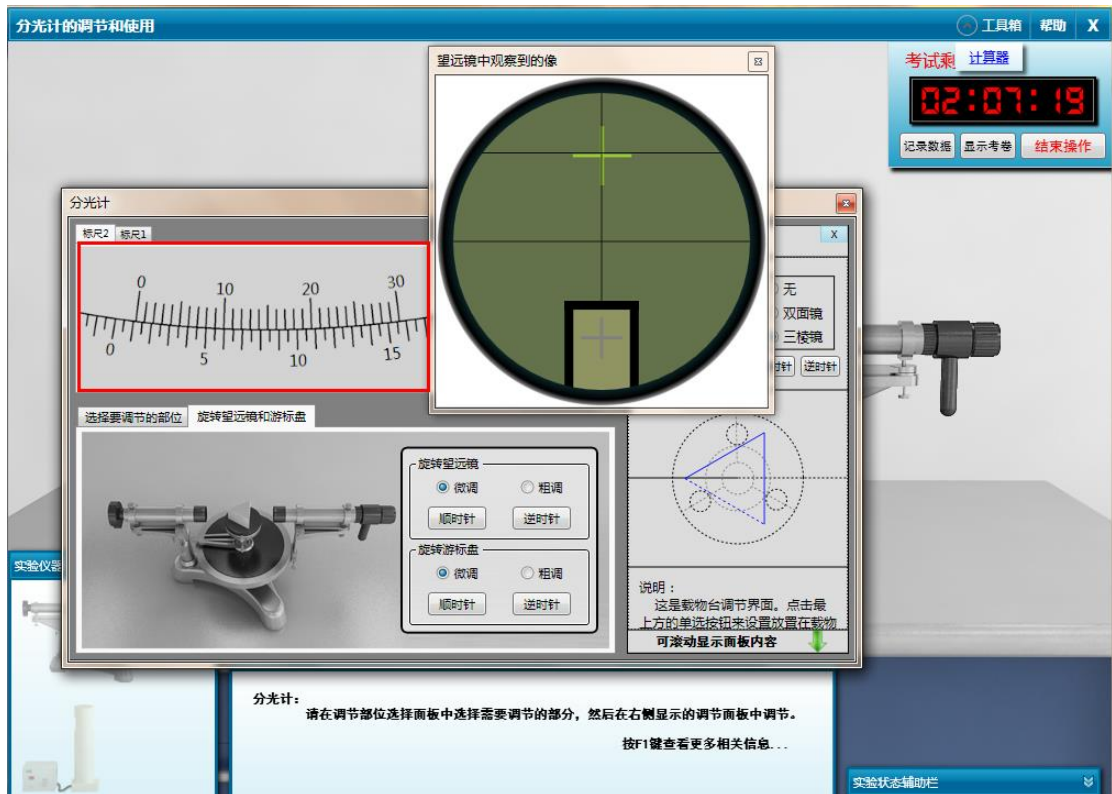 分光计的调节和使用
工具箱 帮助 X
望远镜中观察到的像
考试剩
计算器
02:07:19
记录数据 显示考卷 结束操作
分光计
标尺2 标尺1
X
0 10 20 30
0 5 10 15
无
双面镜
三棱镜
时针 逆时针
选择要调节的部位 旋转望远镜和游标盘
旋转望远镜
微调 粗调
顺时针 逆时针
旋转游标盘
微调 粗调
顺时针 逆时针
说明：
这是载物台调节界面。点击最
上方的单选按钮来设置放置在载物
可滚动显示面板内容
实验仪器
分光计：
请在调节部位选择面板中选择需要调节的部分，然后在右侧显示的调节面板中调节。
按F1键查看更多相关信息...
实验状态辅助栏